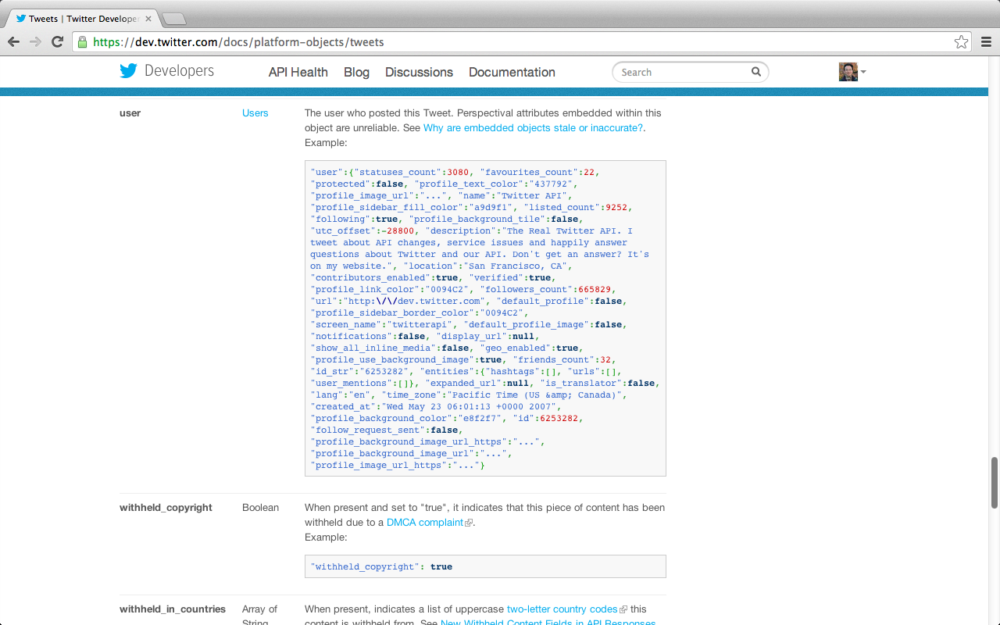 Tweets | Twitter Develope
https://dev.twitter.com/docs/platform-objects/tweets
Developers
API Health Blog Discussions Documentation
Search
user Users The user who posted this Tweet. Perspectival attributes embedded within this
object are unreliable. See Why are embedded objects stale or inaccurate?.
Example:
"user":{"statuses_count":3080, "favourites_count":22,
"protected":false, "profile_text_color":"437792",
"profile_image_url":"...", "name":"Twitter API",
"profile_sidebar_fill_color":"a9d9f1", "listed_count":9252,
"following":true, "profile_background_tile":false,
"utc_offset":-28800, "description":"The Real Twitter API. I
tweet about API changes, service issues and happily answer
questions about Twitter and our API. Don't get an answer? It's
on my website.", "location":"San Francisco, CA",
"contributors_enabled":true, "verified":true,
"profile_link_color":"0094C2", "followers_count":665829,
"url":"http:\/\/dev.twitter.com", "default_profile":false,
"profile_sidebar_border_color":"0094C2",
"screen_name":"twitterapi", "default_profile_image":false,
"notifications":false, "display_url":null,
"show_all_inline_media":false, "geo_enabled":true,
"profile_use_background_image":true, "friends_count":32,
"id_str":"6253282", "entities":{"hashtags":[], "urls":[],
"user_mentions":[]}, "expanded_url":null, "is_translator":false,
"lang":"en", "time_zone":"Pacific Time (US &amp; Canada)",
"created_at":"Wed May 23 06:01:13 +0000 2007",
"profile_background_color":"e8f2f7", "id":6253282,
"follow_request_sent":false,
"profile_background_image_url_https":"...",
"profile_background_image_url":"...",
"profile_image_url_https":"..."}
withheld_copyright Boolean When present and set to "true", it indicates that this piece of content has been
withheld due to a DMCA complaint.
Example:
"withheld_copyright": true
withheld_in_countries Array of When present, indicates a list of uppercase two-letter country codes this
String content is withheld from. See New Withheld Content Fields in API Responses